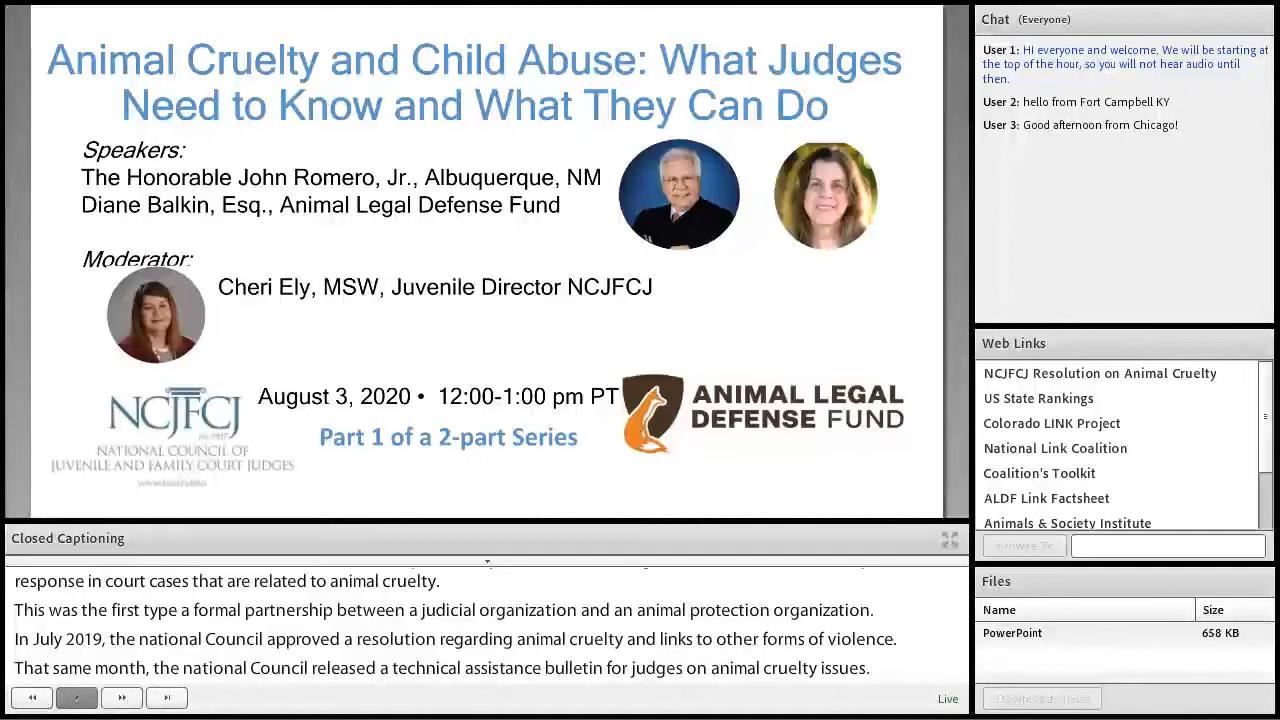 Animal Cruelty and Child Abuse: What Judges
Need to Know and What They Can Do
Speakers:
The Honorable John Romero, Jr., Albuquerque, NM
Diane Balkin, Esq., Animal Legal Defense Fund
Moderator:
Cheri Ely, MSW, Juvenile Director NCJFCJ
August 3, 2020 • 12:00-1:00 pm PT
Part 1 of a 2-part Series
NCJFCJ
NATIONAL COUNCIL OF
JUVENILE AND FAMILY COURT JUDGES
ANIMAL LEGAL
DEFENSE FUND
Closed Captioning
response in court cases that are related to animal cruelty.
This was the first type a formal partnership between a judicial organization and an animal protection organization.
In July 2019, the national Council approved a resolution regarding animal cruelty and links to other forms of violence.
That same month, the national Council released a technical assistance bulletin for judges on animal cruelty issues.
Live
Chat (Everyone)
User 1: HI everyone and welcome. We will be starting at
the top of the hour, so you will not hear audio until
then.
User 2: hello from Fort Campbell KY
User 3: Good afternoon from Chicago!
Web Links
NCJFCJ Resolution on Animal Cruelty
US State Rankings
Colorado LINK Project
National Link Coalition
Coalition's Toolkit
ALDF Link Factsheet
Animals & Society Institute
Browse To
Files
Name Size
PowerPoint 658 KB